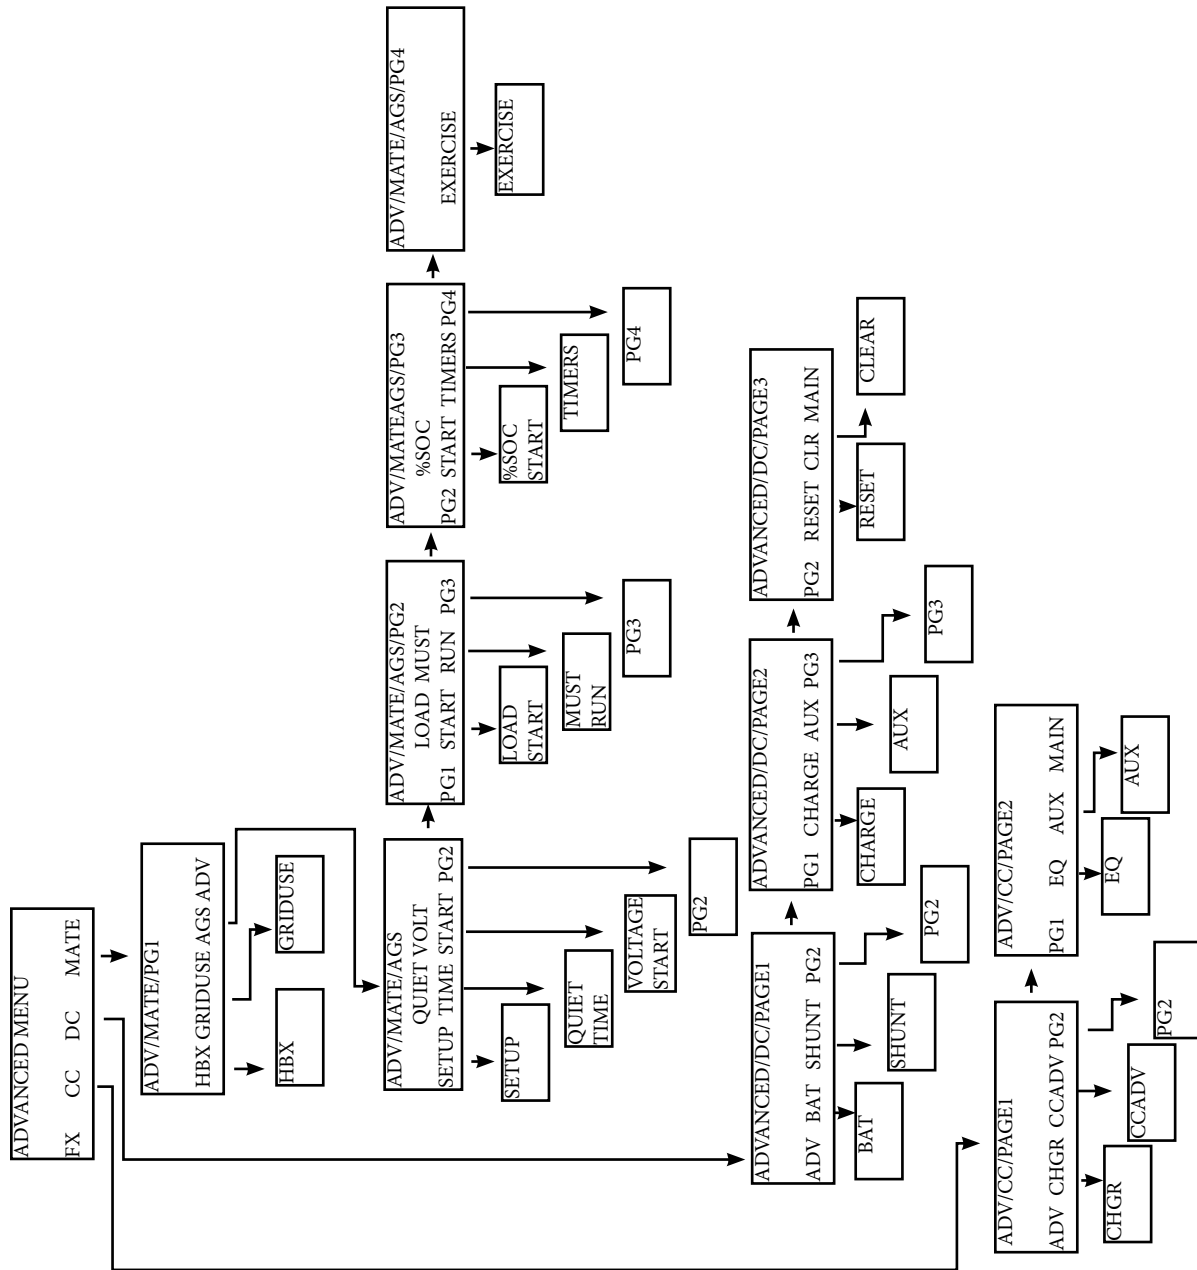 ADVANCED MENU
FX CC DC MATE
ADV/MATE/PG1
HBX GRIDUSE AGS ADV
HBX
GRIDUSE
ADV/MATE/AGS
QUIET VOLT
SETUP TIME START PG2
SETUP
QUIET
TIME
VOLTAGE
START
PG2
ADV/MATE/AGS/PG2
LOAD MUST
PG1 START RUN PG3
LOAD
START
MUST
RUN
PG3
ADV/MATEAGS/PG3
%SOC
PG2 START TIMERS PG4
%SOC
START
TIMERS
PG4
ADV/MATE/AGS/PG4
EXERCISE
EXERCISE
ADVANCED/DC/PAGE1
ADV BAT SHUNT PG2
BAT
SHUNT
PG2
ADVANCED/DC/PAGE2
PG1 CHARGE AUX PG3
CHARGE
AUX
PG3
ADVANCED/DC/PAGE3
PG2 RESET CLR MAIN
RESET
CLEAR
ADV/CC/PAGE1
ADV CHGR CCADV PG2
CHGR
CCADV
PG2
ADV/CC/PAGE2
PG1 EQ AUX MAIN
EQ
AUX